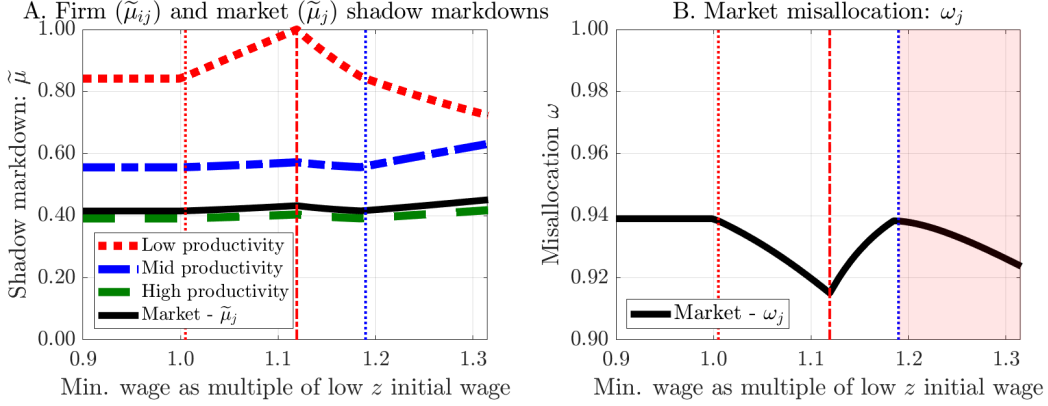 A. Firm (μ̃ᵢⱼ) and market (μ̃ⱼ) shadow markdowns
Shadow markdown: μ̃
1.00
0.80
0.60
0.40
0.20
0.00
Low productivity
Mid productivity
High productivity
Market - μ̃ⱼ
0.9
1.0
1.1
1.2
1.3
Min. wage as multiple of low z initial wage
B. Market misallocation: ωⱼ
Misallocation ω
1.00
0.98
0.96
0.94
0.92
0.90
Market - ωⱼ
0.9
1.0
1.1
1.2
1.3
Min. wage as multiple of low z initial wage